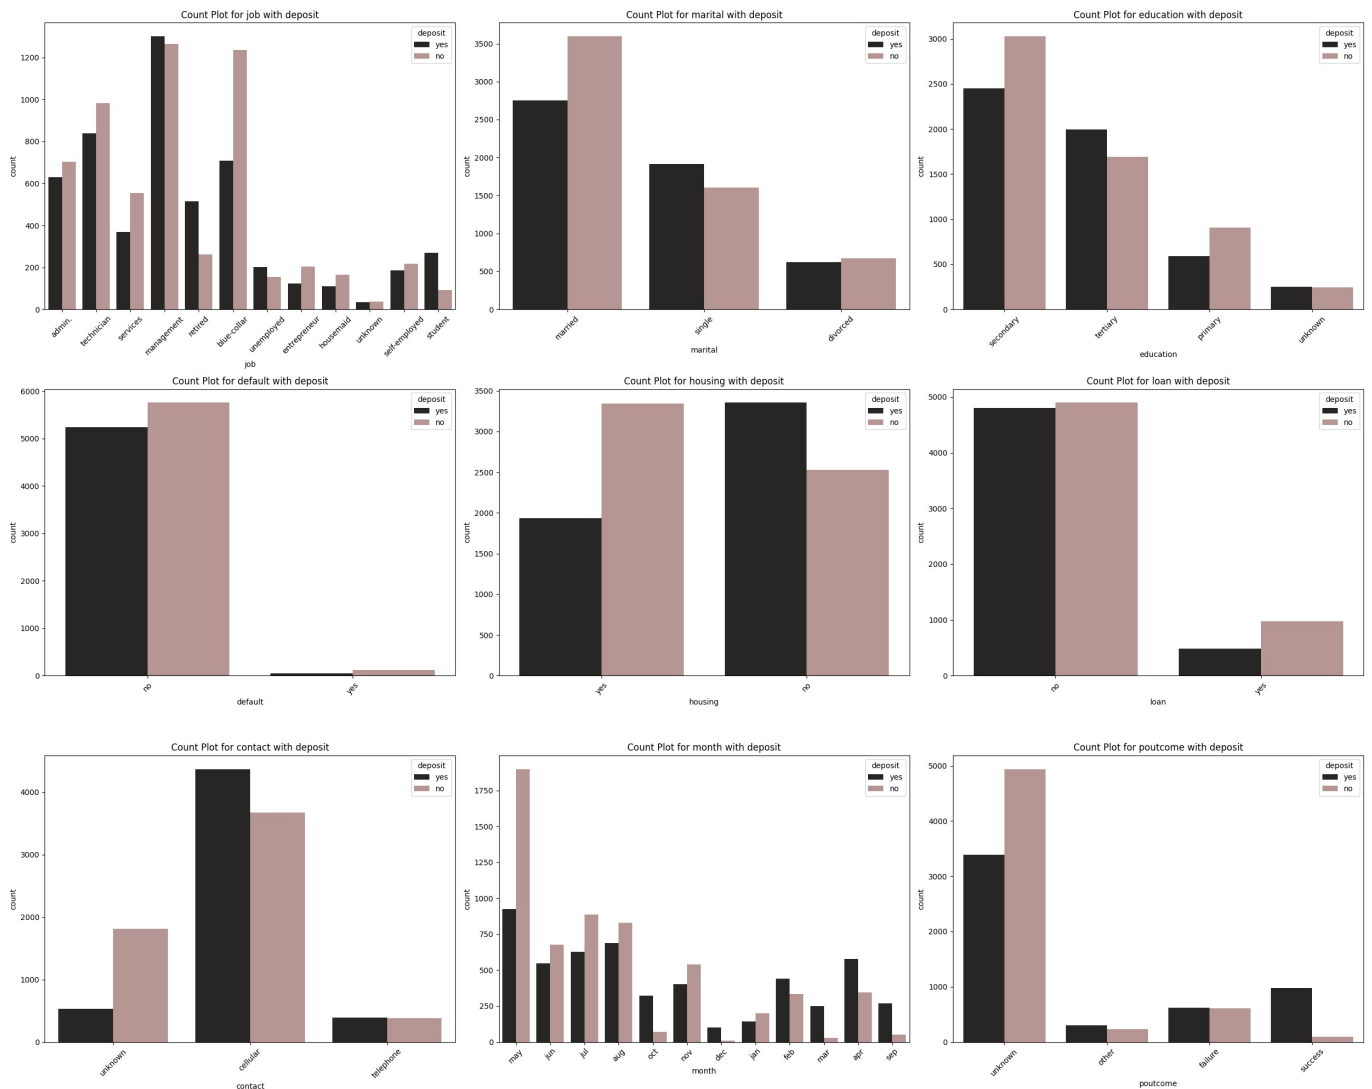 Count Plot for job with deposit
deposit
yes
no
count
1200
1000
800
600
400
200
0
admin.
technician
services
management
retired
blue-collar
unemployed
entrepreneur
housemaid
unknown
self-employed
student
job
Count Plot for marital with deposit
deposit
yes
no
count
3500
3000
2500
2000
1500
1000
500
0
married
single
divorced
marital
Count Plot for education with deposit
deposit
yes
no
count
3000
2500
2000
1500
1000
500
0
secondary
tertiary
primary
unknown
education
Count Plot for default with deposit
deposit
yes
no
count
6000
5000
4000
3000
2000
1000
0
no
yes
default
Count Plot for housing with deposit
deposit
yes
no
count
3500
3000
2500
2000
1500
1000
500
0
yes
no
housing
Count Plot for loan with deposit
deposit
yes
no
count
5000
4000
3000
2000
1000
0
no
yes
loan
Count Plot for contact with deposit
deposit
yes
no
count
4000
3000
2000
1000
0
unknown
cellular
telephone
contact
Count Plot for month with deposit
deposit
yes
no
count
1750
1500
1250
1000
750
500
250
0
may
jun
jul
aug
oct
nov
dec
jan
feb
mar
apr
sep
month
Count Plot for poutcome with deposit
deposit
yes
no
count
5000
4000
3000
2000
1000
0
unknown
other
failure
success
poutcome